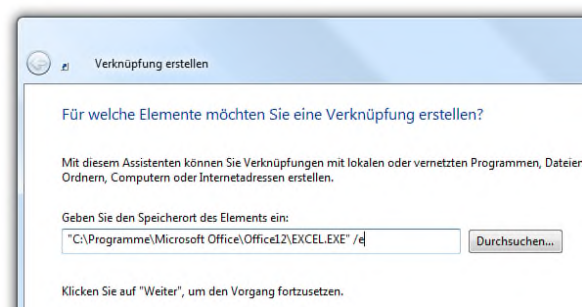 Verknüpfung erstellen
Für welche Elemente möchten Sie eine Verknüpfung erstellen?
Mit diesem Assistenten können Sie Verknüpfungen mit lokalen oder vernetzten Programmen, Dateien
Ordnern, Computern oder Internetadressen erstellen.
Geben Sie den Speicherort des Elements ein:
"C:\Programme\Microsoft Office\Office12\EXCEL.EXE" /e
Durchsuchen...
Klicken Sie auf "Weiter", um den Vorgang fortzusetzen.